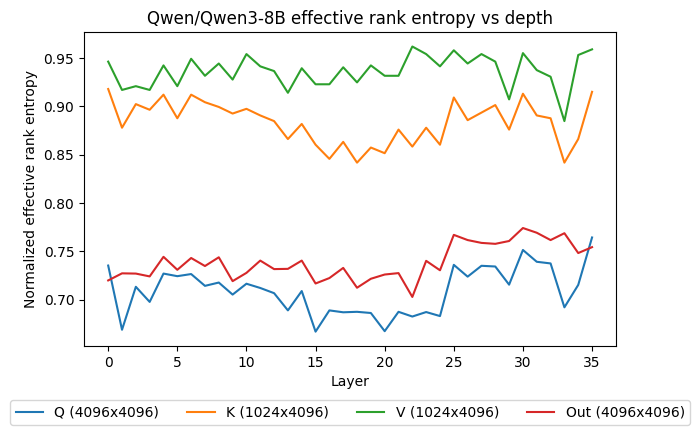 Qwen/Qwen3-8B effective rank entropy vs depth
Normalized effective rank entropy
0.95
0.90
0.85
0.80
0.75
0.70
0 5 10 15 20 25 30 35
Layer
Q (4096x4096) K (1024x4096) V (1024x4096) Out (4096x4096)